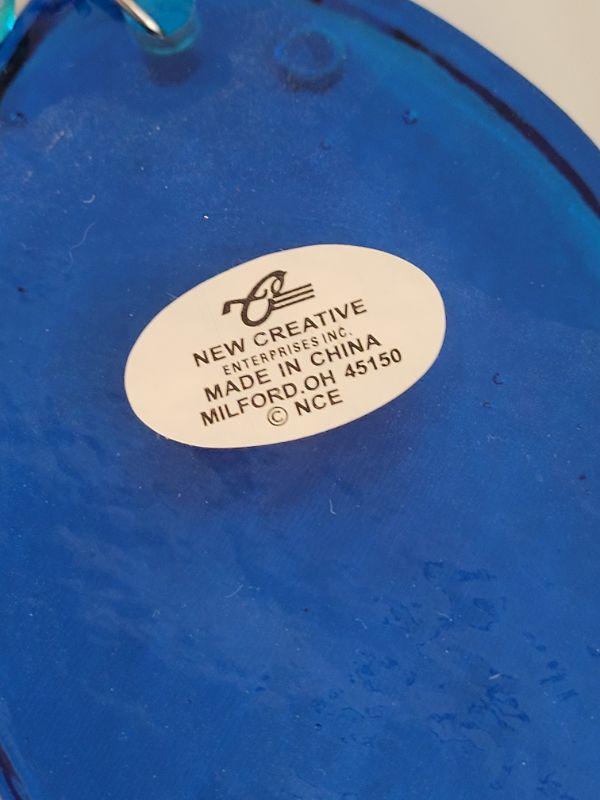 NEW CREATIVE
ENTERPRISES INC.
MADE IN CHINA
MILFORD.OH 45150
© NCE